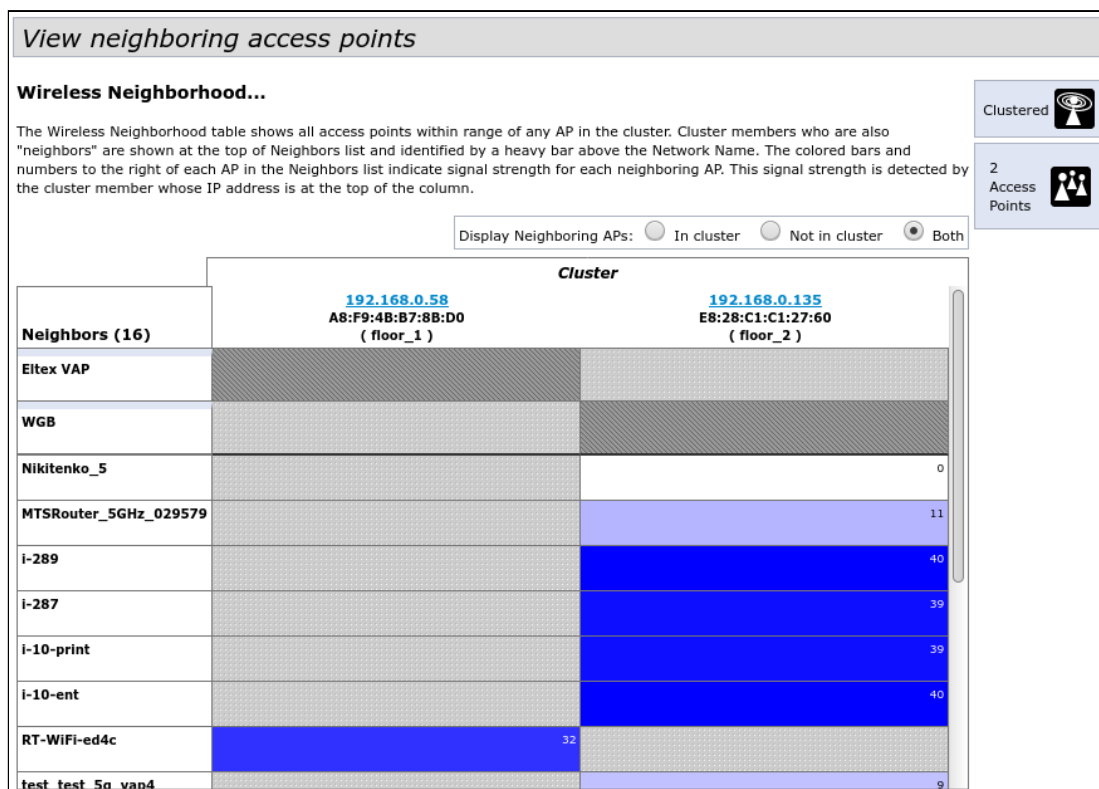 View neighboring access points
Wireless Neighborhood...
The Wireless Neighborhood table shows all access points within range of any AP in the cluster. Cluster members who are also
"neighbors" are shown at the top of Neighbors list and identified by a heavy bar above the Network Name. The colored bars and
numbers to the right of each AP in the Neighbors list indicate signal strength for each neighboring AP. This signal strength is detected by
the cluster member whose IP address is at the top of the column.
Clustered
2
Access
Points
Display Neighboring APs: In cluster Not in cluster Both
Cluster
Neighbors (16)
192.168.0.58
A8:F9:4B:B7:8B:D0
( floor_1 )
192.168.0.135
E8:28:C1:C1:27:60
( floor_2 )
Eltex VAP
WGB
Nikitenko_5 0
MTSRouter_5GHz_029579 11
i-289 40
i-287 39
i-10-print 39
i-10-ent 40
RT-WiFi-ed4c 32
test_test_5g_vap4 9